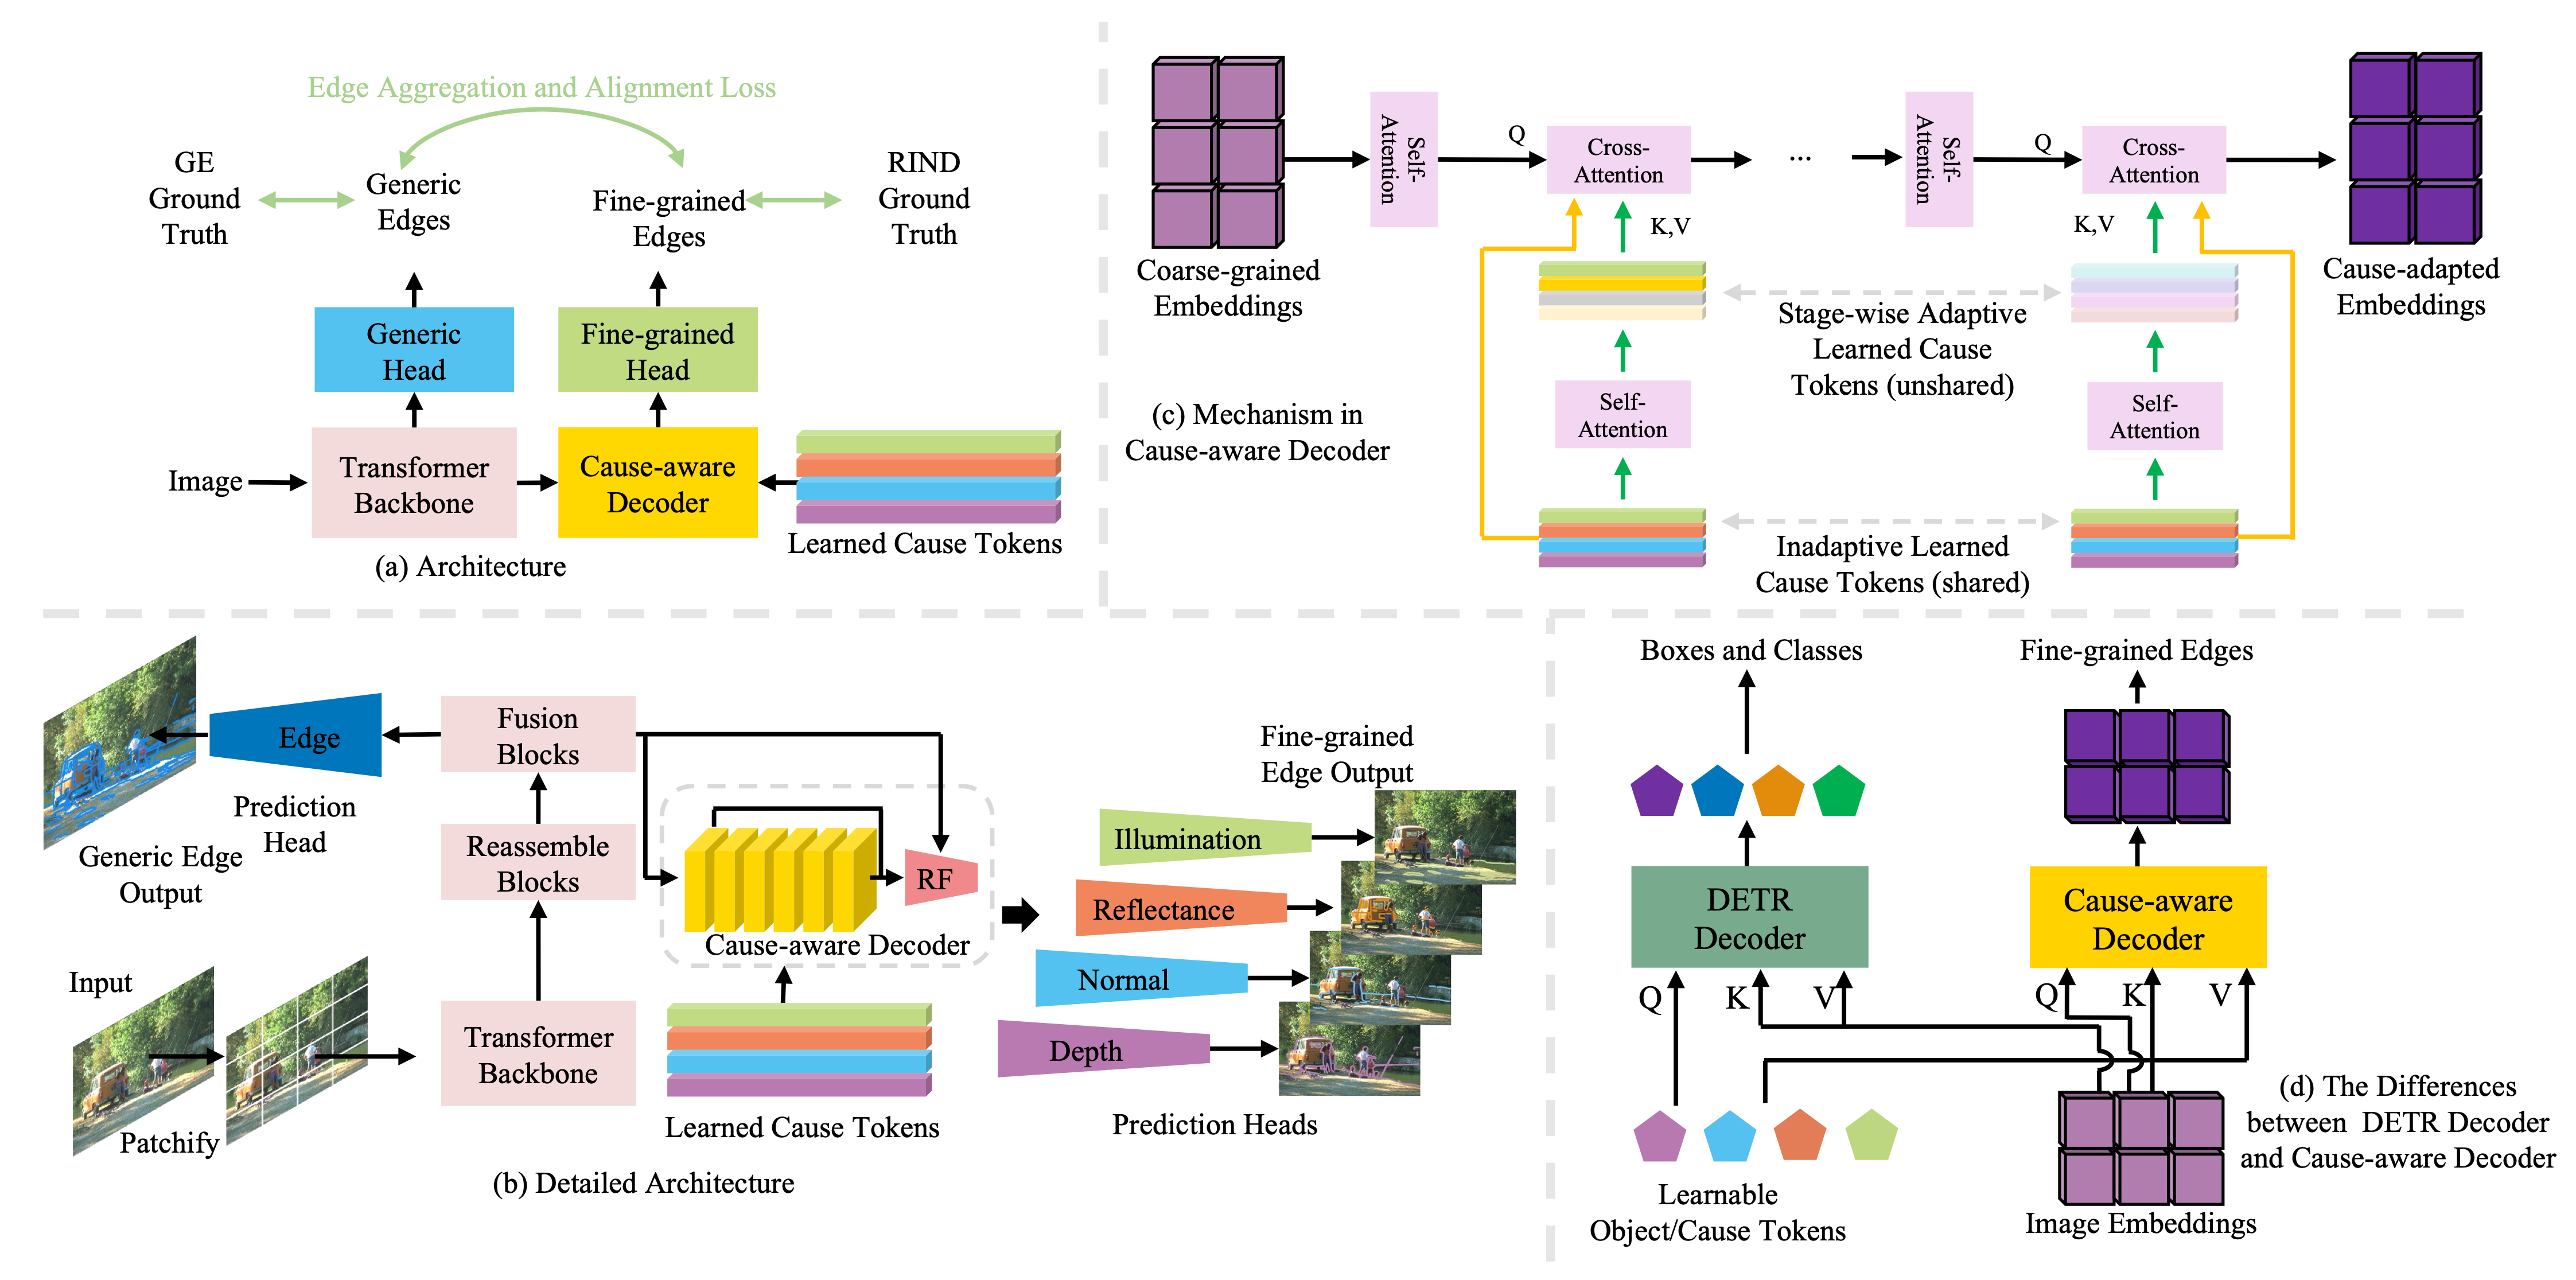 Edge Aggregation and Alignment Loss
GE
Ground
Truth
Generic
Edges
Fine-grained
Edges
RIND
Ground
Truth
Generic
Head
Fine-grained
Head
Image
Transformer
Backbone
Cause-aware
Decoder
Learned Cause Tokens
(a) Architecture
Coarse-grained
Embeddings
Self-
Attention
Q
Cross-
Attention
K,V
...
Self-
Attention
Q
Cross-
Attention
K,V
Cause-adapted
Embeddings
Stage-wise Adaptive
Learned Cause
Tokens (unshared)
Self-
Attention
Self-
Attention
(c) Mechanism in
Cause-aware Decoder
Inadaptive Learned
Cause Tokens (shared)
Generic Edge
Output
Edge
Prediction
Head
Fusion
Blocks
Reassemble
Blocks
Transformer
Backbone
Input
Patchify
RF
Cause-aware Decoder
Learned Cause Tokens
Fine-grained
Edge Output
Illumination
Reflectance
Normal
Depth
Prediction Heads
(b) Detailed Architecture
Boxes and Classes
Fine-grained Edges
DETR
Decoder
Cause-aware
Decoder
Q
K
V
Q
K
V
Learnable
Object/Cause Tokens
Image Embeddings
(d) The Differences
between DETR Decoder
and Cause-aware Decoder